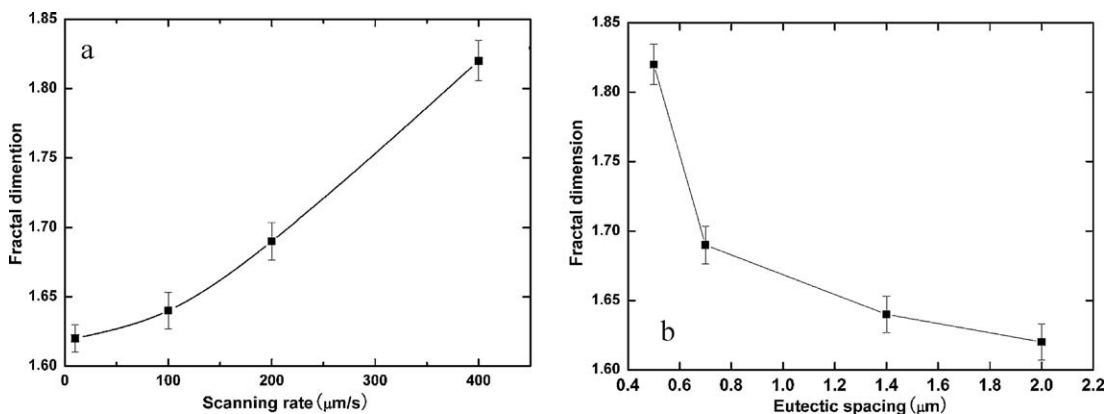 a
1.85
1.80
1.75
1.70
1.65
1.60
Fractal dimention
0 100 200 300 400
Scanning rate (μm/s)
b
1.85
1.80
1.75
1.70
1.65
1.60
Fractal dimension
0.4 0.6 0.8 1.0 1.2 1.4 1.6 1.8 2.0 2.2
Eutectic spacing (μm)